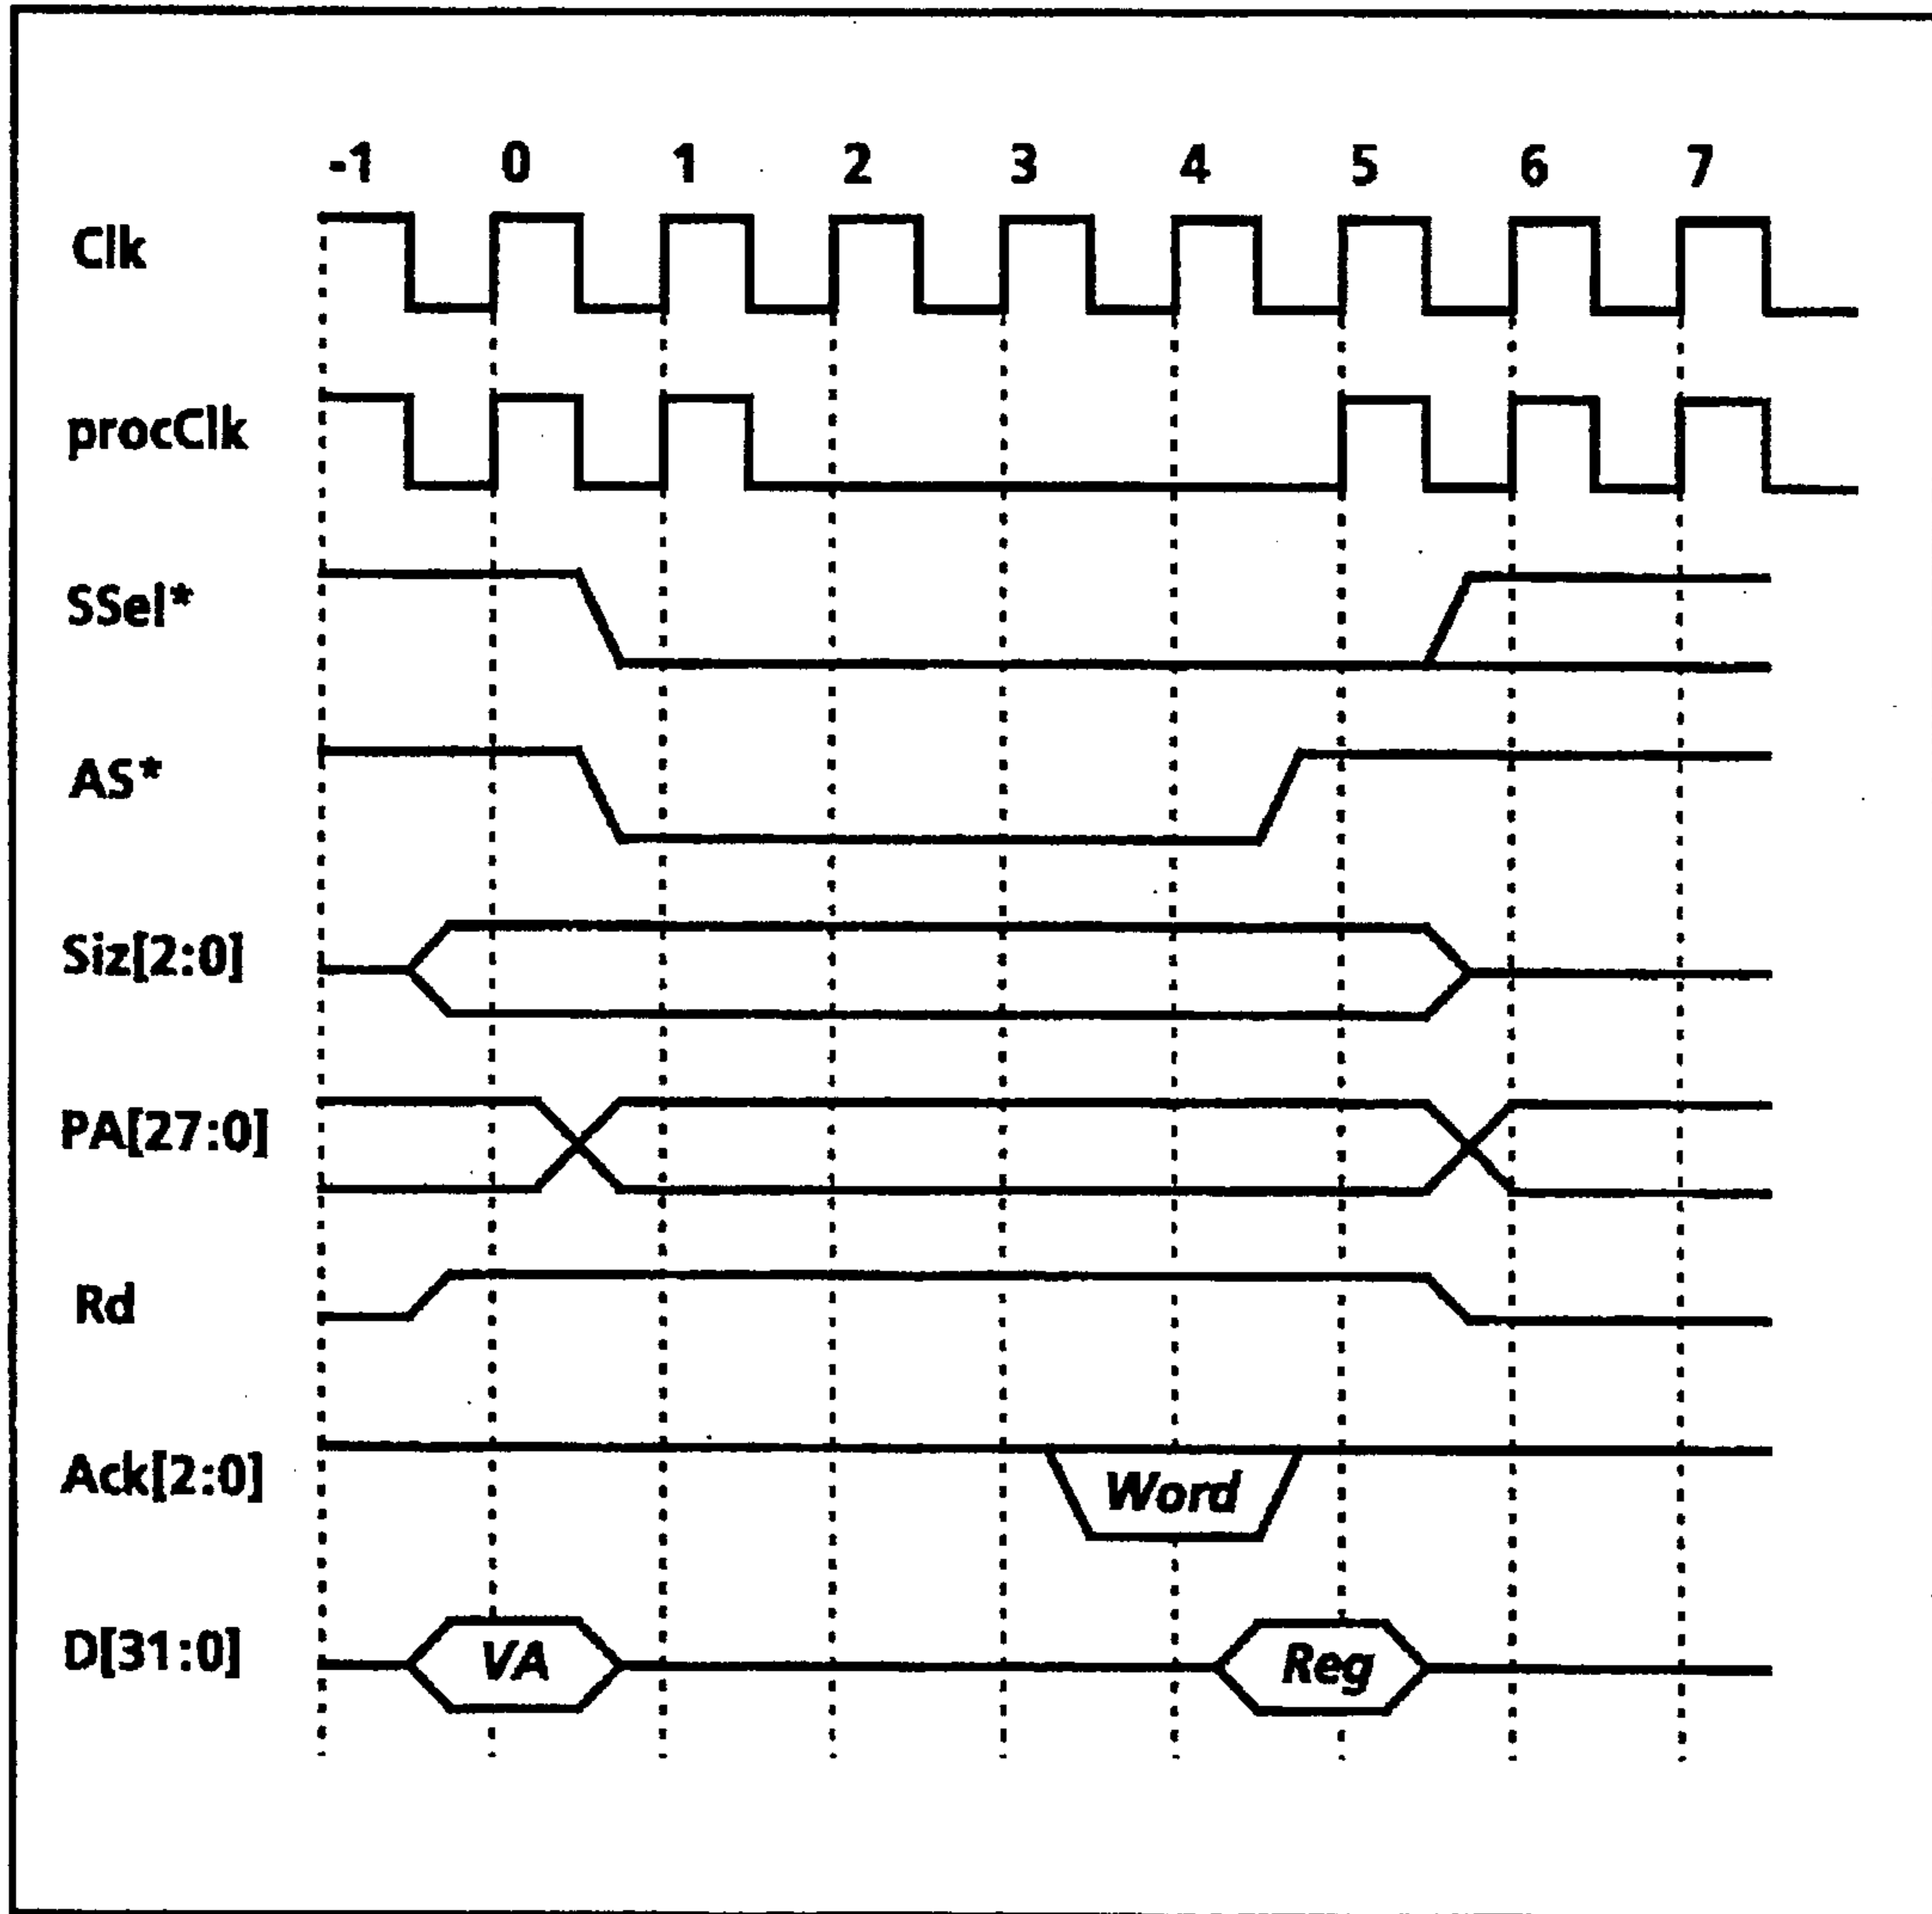 -1 0 1 2 3 4 5 6 7
Clk
procClk
SSel*
AS*
Siz[2:0]
PA[27:0]
Rd
Ack[2:0] Word
D[31:0] VA Reg